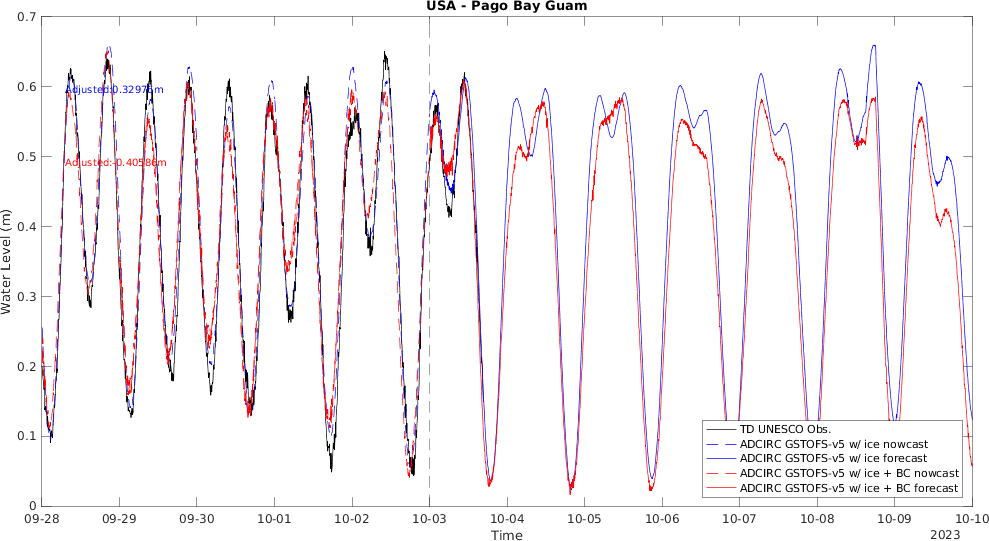 USA - Pago Bay Guam
0.7
0.6
0.5
0.4
0.3
0.2
0.1
0
Water Level (m)
Adjusted:0.32975m
Adjusted:-0.40586m
TD UNESCO Obs.
ADCIRC GSTOFS-v5 w/ ice nowcast
ADCIRC GSTOFS-v5 w/ ice forecast
ADCIRC GSTOFS-v5 w/ ice + BC nowcast
ADCIRC GSTOFS-v5 w/ ice + BC forecast
09-28 09-29 09-30 10-01 10-02 10-03 10-04 10-05 10-06 10-07 10-08 10-09 10-10
Time
2023